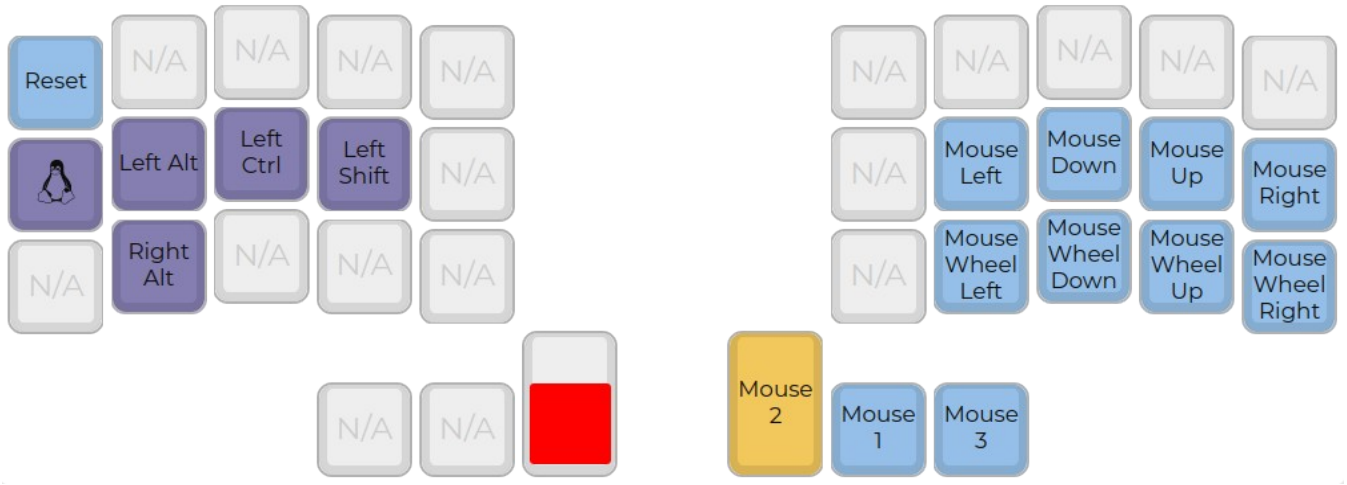 Reset
N/A
N/A
N/A
N/A
N/A
N/A
N/A
N/A
N/A
Left Alt
Left
Ctrl
Left
Shift
N/A
N/A
Mouse
Left
Mouse
Down
Mouse
Up
Mouse
Right
N/A
Right
Alt
N/A
N/A
N/A
N/A
Mouse
Wheel
Left
Mouse
Wheel
Down
Mouse
Wheel
Up
Mouse
Wheel
Right
N/A
N/A
Mouse
2
Mouse
1
Mouse
3